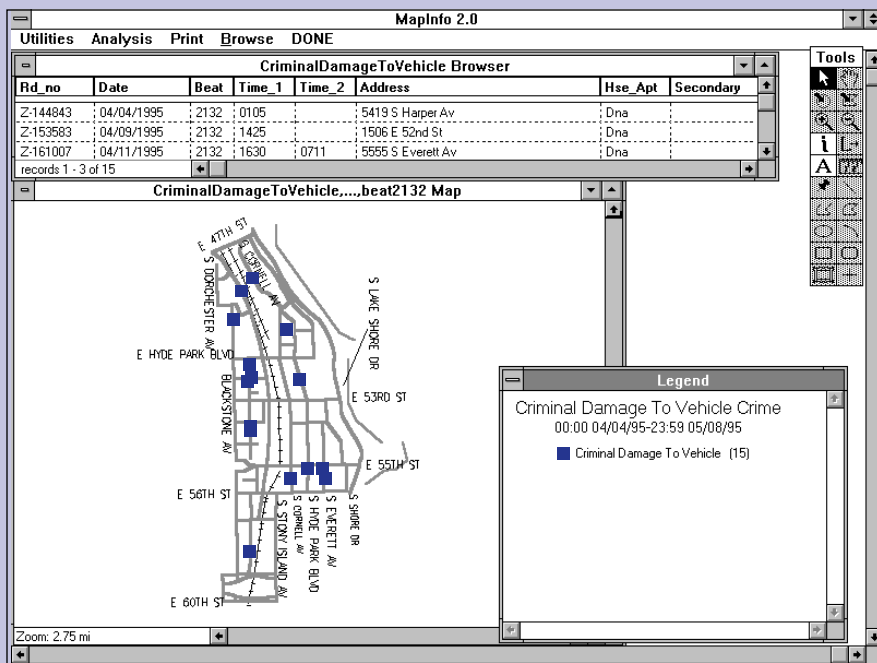 MapInfo 2.0
Utilities Analysis Print Browse DONE
CriminalDamageToVehicle Browser
Rd_no Date Beat Time_1 Time_2 Address Hse_Apt Secondary
Z-144843 04/04/1995 2132 0105 5419 S Harper Av Dna
Z-153583 04/09/1995 2132 1425 1506 E 52nd St Dna
Z-161007 04/11/1995 2132 1630 0711 5555 S Everett Av Dna
records 1 - 3 of 15
Tools
i
A
CriminalDamageToVehicle,...,beat2132 Map
E 47TH ST
S CORNELL AV
S DORCHESTER AV
S LAKE SHORE DR
E HYDE PARK BLVD
BLACKSTONE AV
E 53RD ST
E 55TH ST
E 56TH ST
S STONY ISLAND AV
S CORNELL AV
S HYDE PARK BLVD
S EVERETT AV
S SHORE DR
E 60TH ST
Zoom: 2.75 mi
Legend
Criminal Damage To Vehicle Crime
00:00 04/04/95-23:59 05/08/95
Criminal Damage To Vehicle (15)